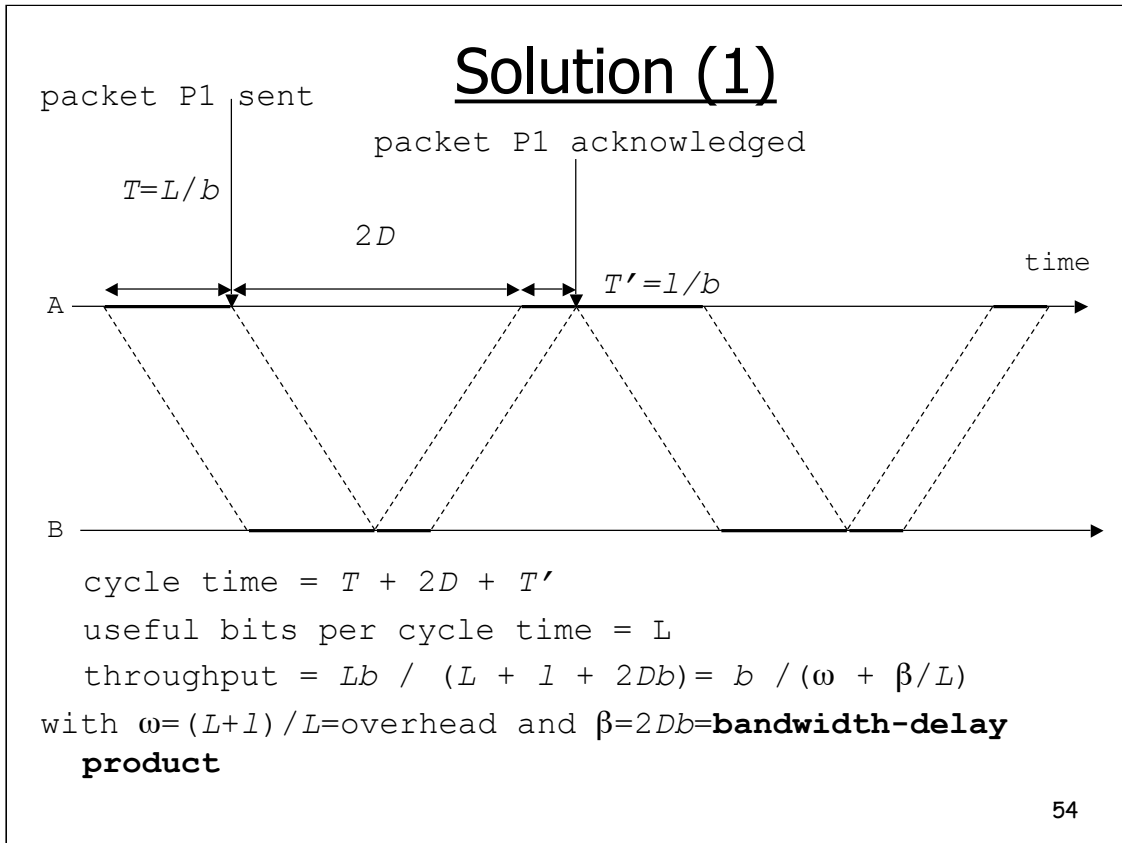 Solution (1)
packet P1 sent
packet P1 acknowledged
T=L/b
2D
T'=l/b
time
A
B
cycle time = T + 2D + T'
useful bits per cycle time = L
throughput = Lb / (L + l + 2Db)= b /(ω + β/L)
with ω=(L+l)/L=overhead and β=2Db=bandwidth-delay
product
54